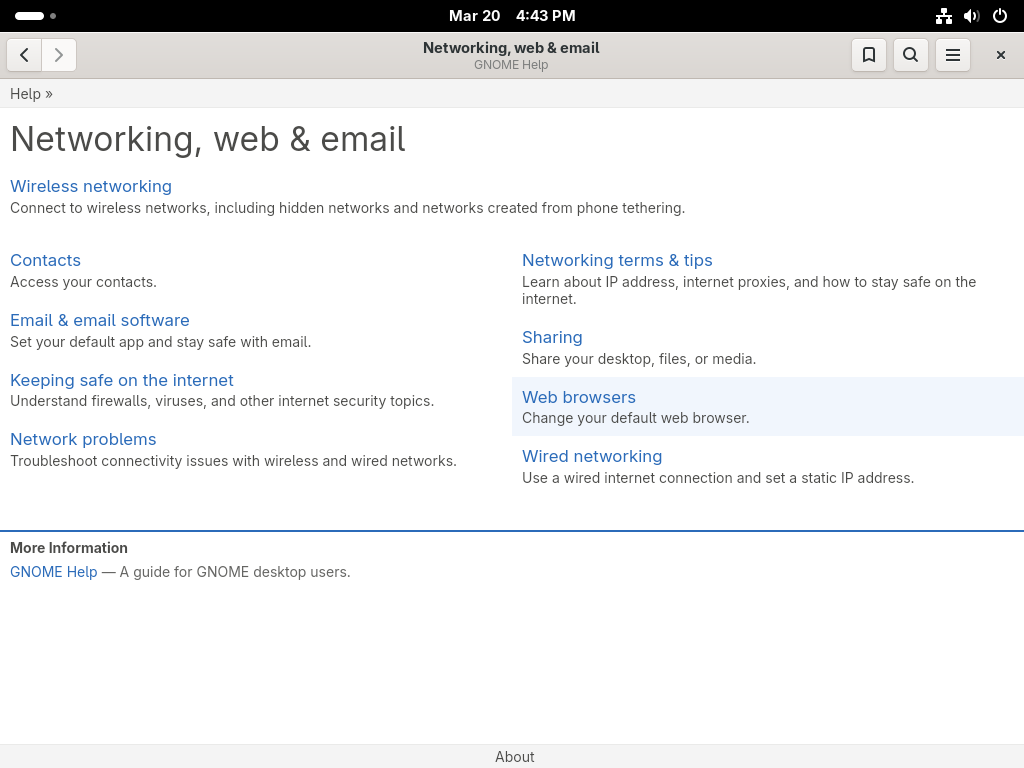 Mar 20 4:43 PM
Networking, web & email
GNOME Help
Help »
Networking, web & email
Wireless networking
Connect to wireless networks, including hidden networks and networks created from phone tethering.
Contacts
Access your contacts.
Email & email software
Set your default app and stay safe with email.
Keeping safe on the internet
Understand firewalls, viruses, and other internet security topics.
Network problems
Troubleshoot connectivity issues with wireless and wired networks.
Networking terms & tips
Learn about IP address, internet proxies, and how to stay safe on the
internet.
Sharing
Share your desktop, files, or media.
Web browsers
Change your default web browser.
Wired networking
Use a wired internet connection and set a static IP address.
More Information
GNOME Help — A guide for GNOME desktop users.
About